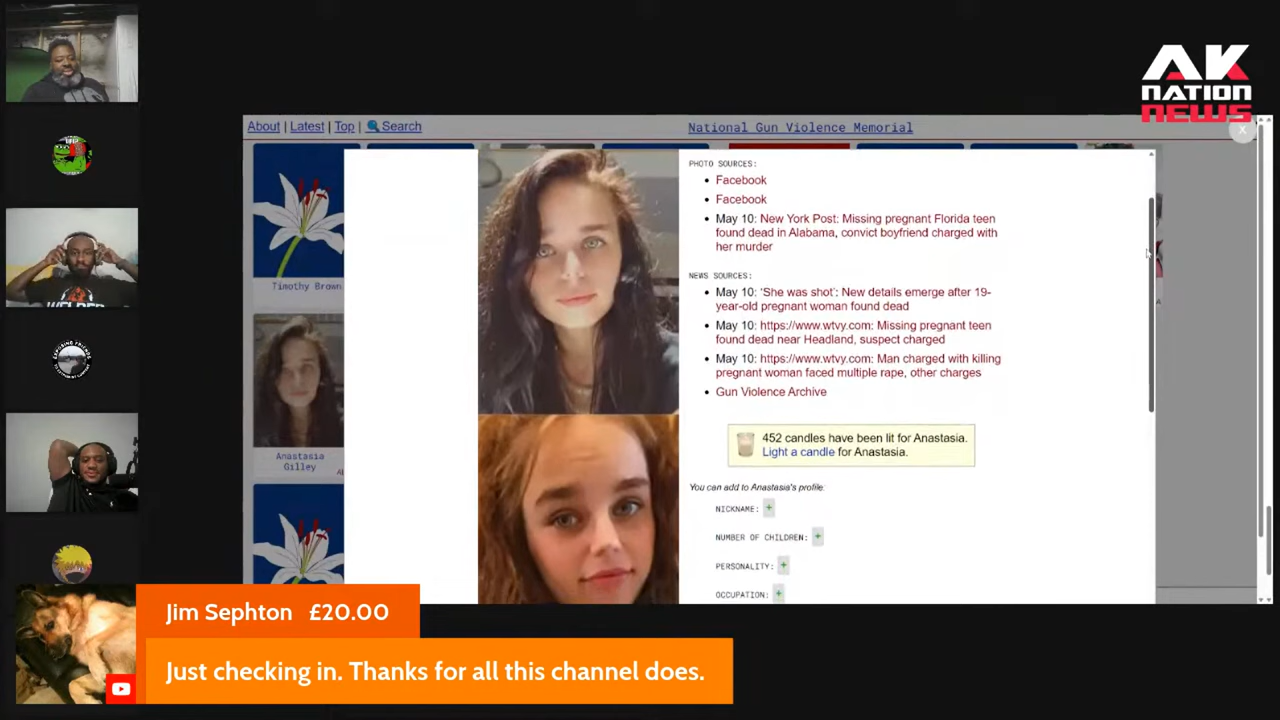 AK
NATION
NEWS
About | Latest | Top | Search
National Gun Violence Memorial
X
PHOTO SOURCES:
• Facebook
• Facebook
• May 10: New York Post: Missing pregnant Florida teen
found dead in Alabama, convict boyfriend charged with
her murder
NEWS SOURCES:
• May 10: 'She was shot': New details emerge after 19-
year-old pregnant woman found dead
• May 10: https://www.wtvy.com: Missing pregnant teen
found dead near Headland, suspect charged
• May 10: https://www.wtvy.com: Man charged with killing
pregnant woman faced multiple rape, other charges
• Gun Violence Archive
452 candles have been lit for Anastasia.
Light a candle for Anastasia.
You can add to Anastasia's profile:
NICKNAME: +
NUMBER OF CHILDREN: +
PERSONALITY: +
OCCUPATION: +
Timothy Brown
Anastasia
Gilley
Jim Sephton £20.00
Just checking in. Thanks for all this channel does.